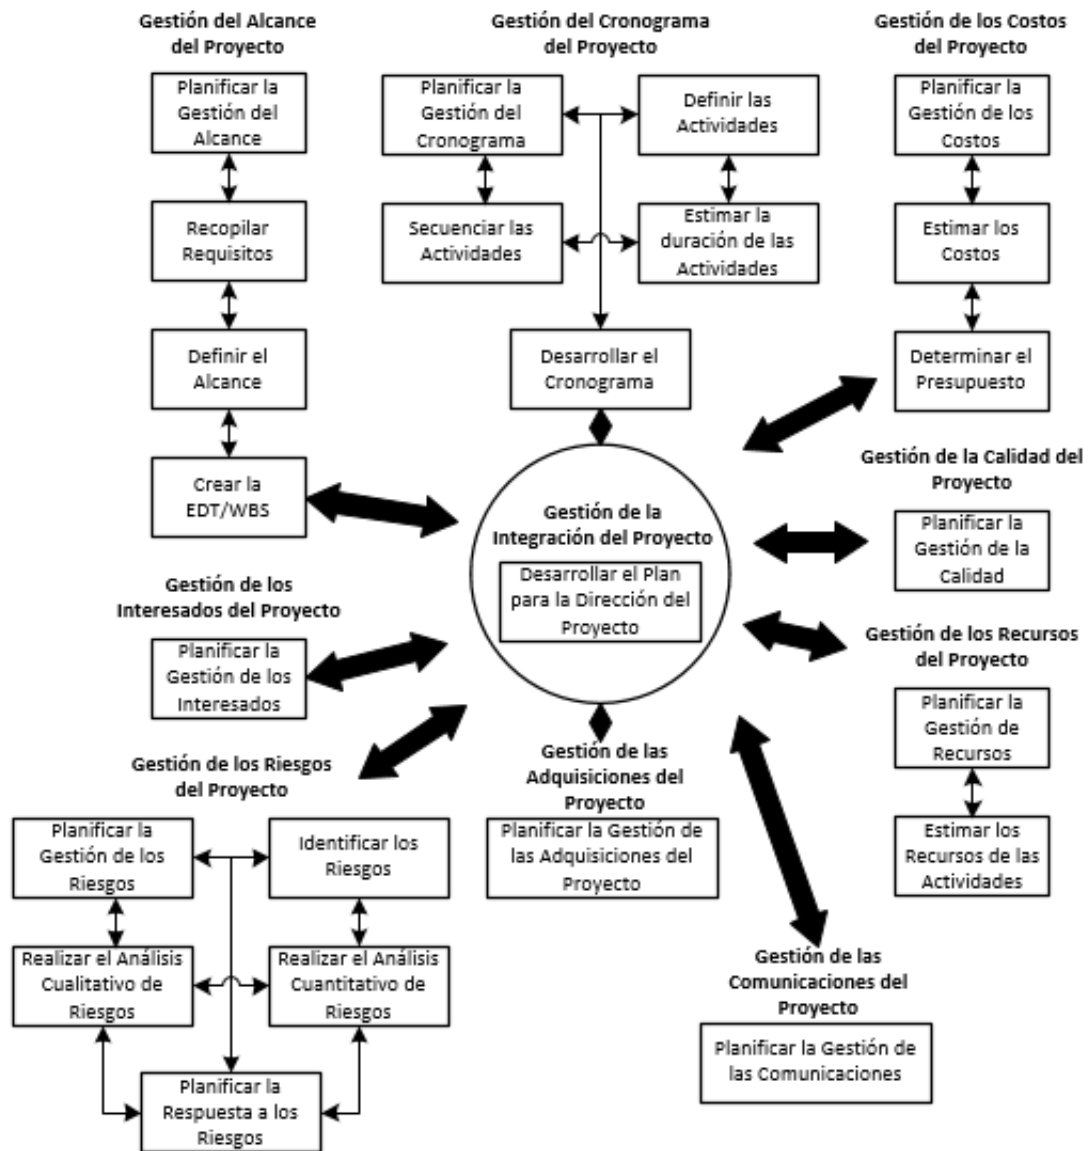 Gestión del Alcance
del Proyecto
Planificar la
Gestión del
Alcance
Recopilar
Requisitos
Definir el
Alcance
Crear la
EDT/WBS
Gestión del Cronograma
del Proyecto
Planificar la
Gestión del
Cronograma
Definir las
Actividades
Secuenciar las
Actividades
Estimar la
duración de las
Actividades
Desarrollar el
Cronograma
Gestión de los Costos
del Proyecto
Planificar la
Gestión de los
Costos
Estimar los
Costos
Determinar el
Presupuesto
Gestión de la Calidad del
Proyecto
Planificar la
Gestión de la
Calidad
Gestión de la
Integración del Proyecto
Desarrollar el Plan
para la Dirección del
Proyecto
Gestión de los
Interesados del Proyecto
Planificar la
Gestión de los
Interesados
Gestión de los Recursos
del Proyecto
Planificar la
Gestión de
Recursos
Estimar los
Recursos de las
Actividades
Gestión de los Riesgos
del Proyecto
Planificar la
Gestión de los
Riesgos
Identificar los
Riesgos
Realizar el Análisis
Cualitativo de
Riesgos
Realizar el Análisis
Cuantitativo de
Riesgos
Planificar la
Respuesta a los
Riesgos
Gestión de las
Adquisiciones del
Proyecto
Planificar la Gestión de
las Adquisiciones del
Proyecto
Gestión de las
Comunicaciones del
Proyecto
Planificar la Gestión de
las Comunicaciones